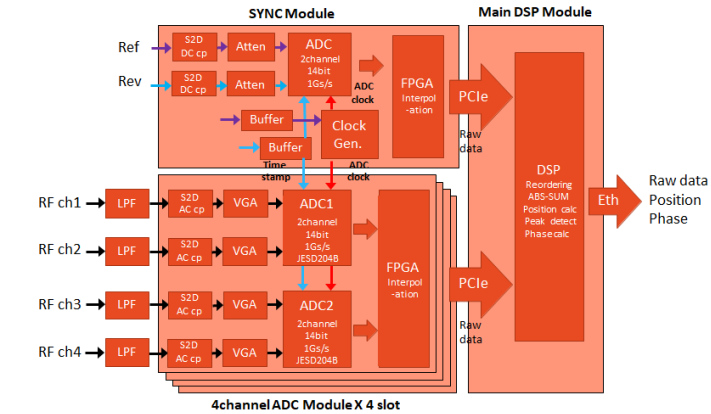 SYNC Module
Main DSP Module
Ref
S2D
DC cp
Atten
ADC
2channel
14bit
1Gs/s
Rev
S2D
DC cp
Atten
ADC
clock
FPGA
Interpol
-ation
PCIe
Raw
data
Buffer
Clock
Gen.
Buffer
Time
stamp
ADC
clock
DSP
Reordering
ABS-SUM
Position calc
Peak detect
Phase calc
Eth
Raw data
Position
Phase
RF ch1
LPF
S2D
AC cp
VGA
ADC1
2channel
14bit
1Gs/s
JESD204B
RF ch2
LPF
S2D
AC cp
VGA
FPGA
Interpol
-ation
PCIe
Raw
data
RF ch3
LPF
S2D
AC cp
VGA
ADC2
2channel
14bit
1Gs/s
JESD204B
RF ch4
LPF
S2D
AC cp
VGA
4channel ADC Module X 4 slot